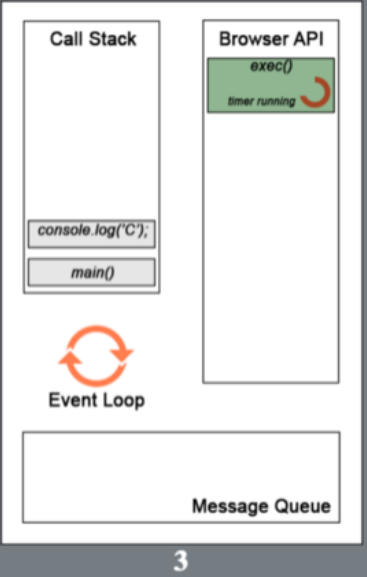 Call Stack
Browser API
exec()
timer running
console.log('C');
main()
Event Loop
Message Queue
3